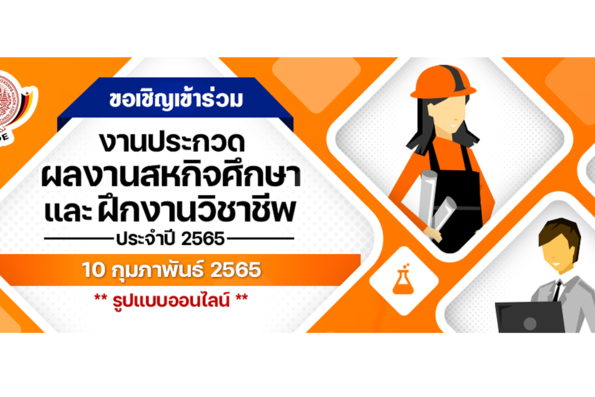 ขอเชิญเข้าร่วม
งานประกวด
ผลงานสหกิจศึกษา
และ ฝึกงานวิชาชีพ
ประจำปี 2565
10 กุมภาพันธ์ 2565
** รูปแบบออนไลน์ **